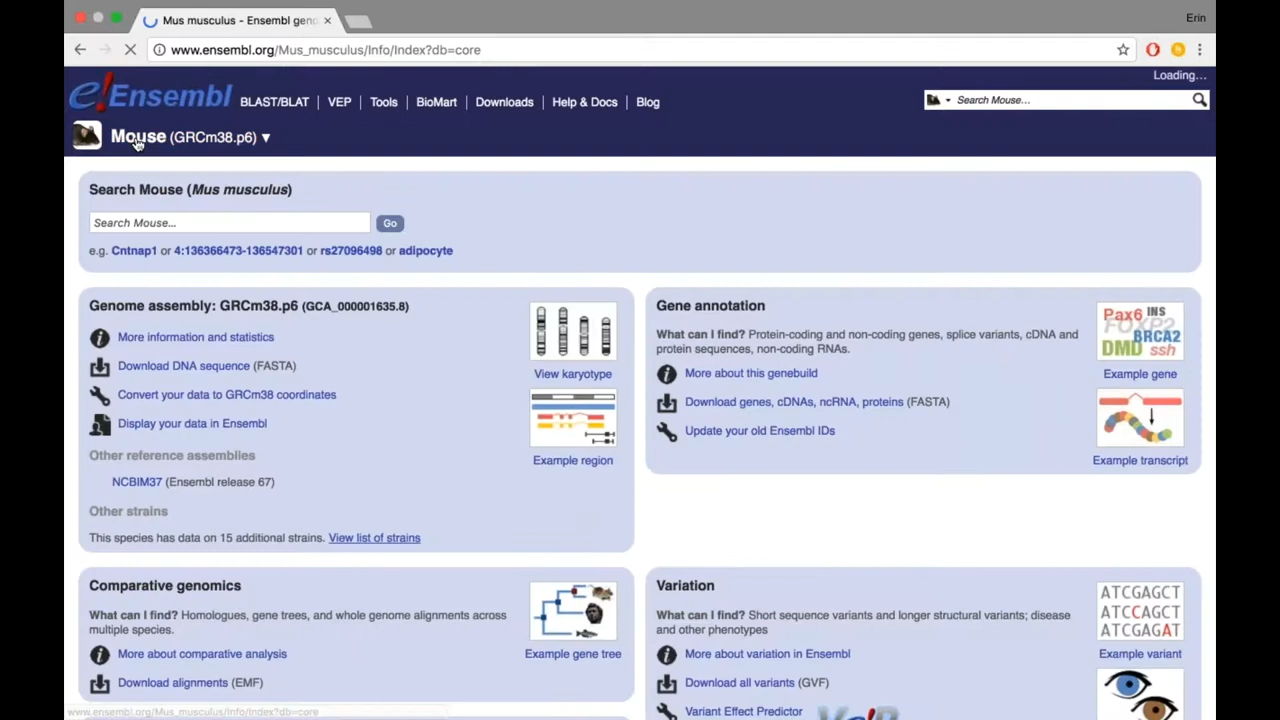 Mus musculus - Ensembl geno
Erin
www.ensembl.org/Mus_musculus/Info/Index?db=core
Loading...
e!Ensembl
BLAST/BLAT | VEP | Tools | BioMart | Downloads | Help & Docs | Blog
Search Mouse...
Mouse (GRCm38.p6) ▼
Search Mouse (Mus musculus)
Search Mouse...
Go
e.g. Cntnap1 or 4:136366473-136547301 or rs27096498 or adipocyte
Genome assembly: GRCm38.p6 (GCA_000001635.8)
More information and statistics
Download DNA sequence (FASTA)
Convert your data to GRCm38 coordinates
Display your data in Ensembl
Other reference assemblies
NCBIM37 (Ensembl release 67)
Other strains
This species has data on 15 additional strains. View list of strains
View karyotype
Example region
Gene annotation
What can I find? Protein-coding and non-coding genes, splice variants, cDNA and
protein sequences, non-coding RNAs.
More about this genebuild
Download genes, cDNAs, ncRNA, proteins (FASTA)
Update your old Ensembl IDs
Pax6 INS
FOXP2
BRCA2
DMD ssh
Example gene
Example transcript
Comparative genomics
What can I find? Homologues, gene trees, and whole genome alignments across
multiple species.
More about comparative analysis
Download alignments (EMF)
Example gene tree
Variation
What can I find? Short sequence variants and longer structural variants; disease
and other phenotypes
More about variation in Ensembl
Download all variants (GVF)
Variant Effect Predictor
ATCGAGCT
ATCCAGCT
ATCGAGAT
Example variant
www.ensembl.org/Mus_musculus/Info/Index?db=core